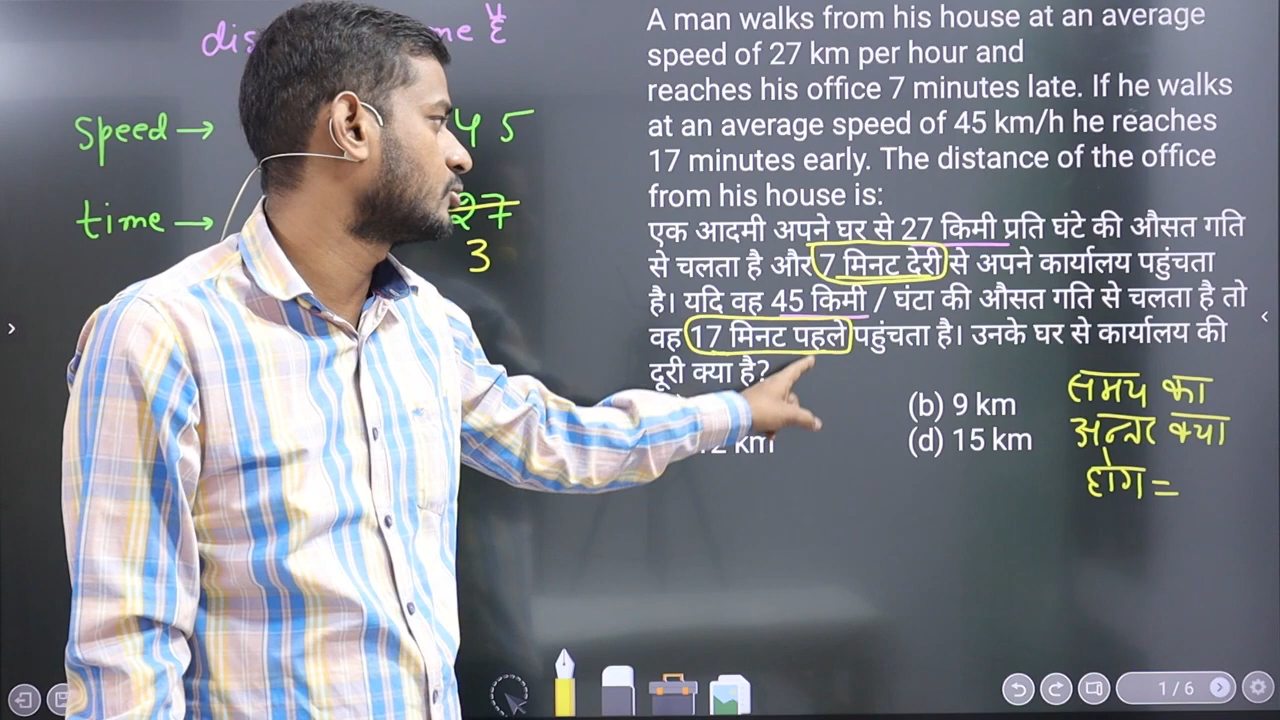 Speed →
45
time →
27
3
A man walks from his house at an average
speed of 27 km per hour and
reaches his office 7 minutes late. If he walks
at an average speed of 45 km/h he reaches
17 minutes early. The distance of the office
from his house is:
एक आदमी अपने घर से 27 किमी प्रति घंटे की औसत गति
से चलता है और 7 मिनट देरी से अपने कार्यालय पहुंचता
है। यदि वह 45 किमी / घंटा की औसत गति से चलता है तो
वह 17 मिनट पहले पहुंचता है। उनके घर से कार्यालय की
दूरी क्या है?
(b) 9 km
km
(d) 15 km
समय का
अन्तर क्या
होगा =
1 / 6